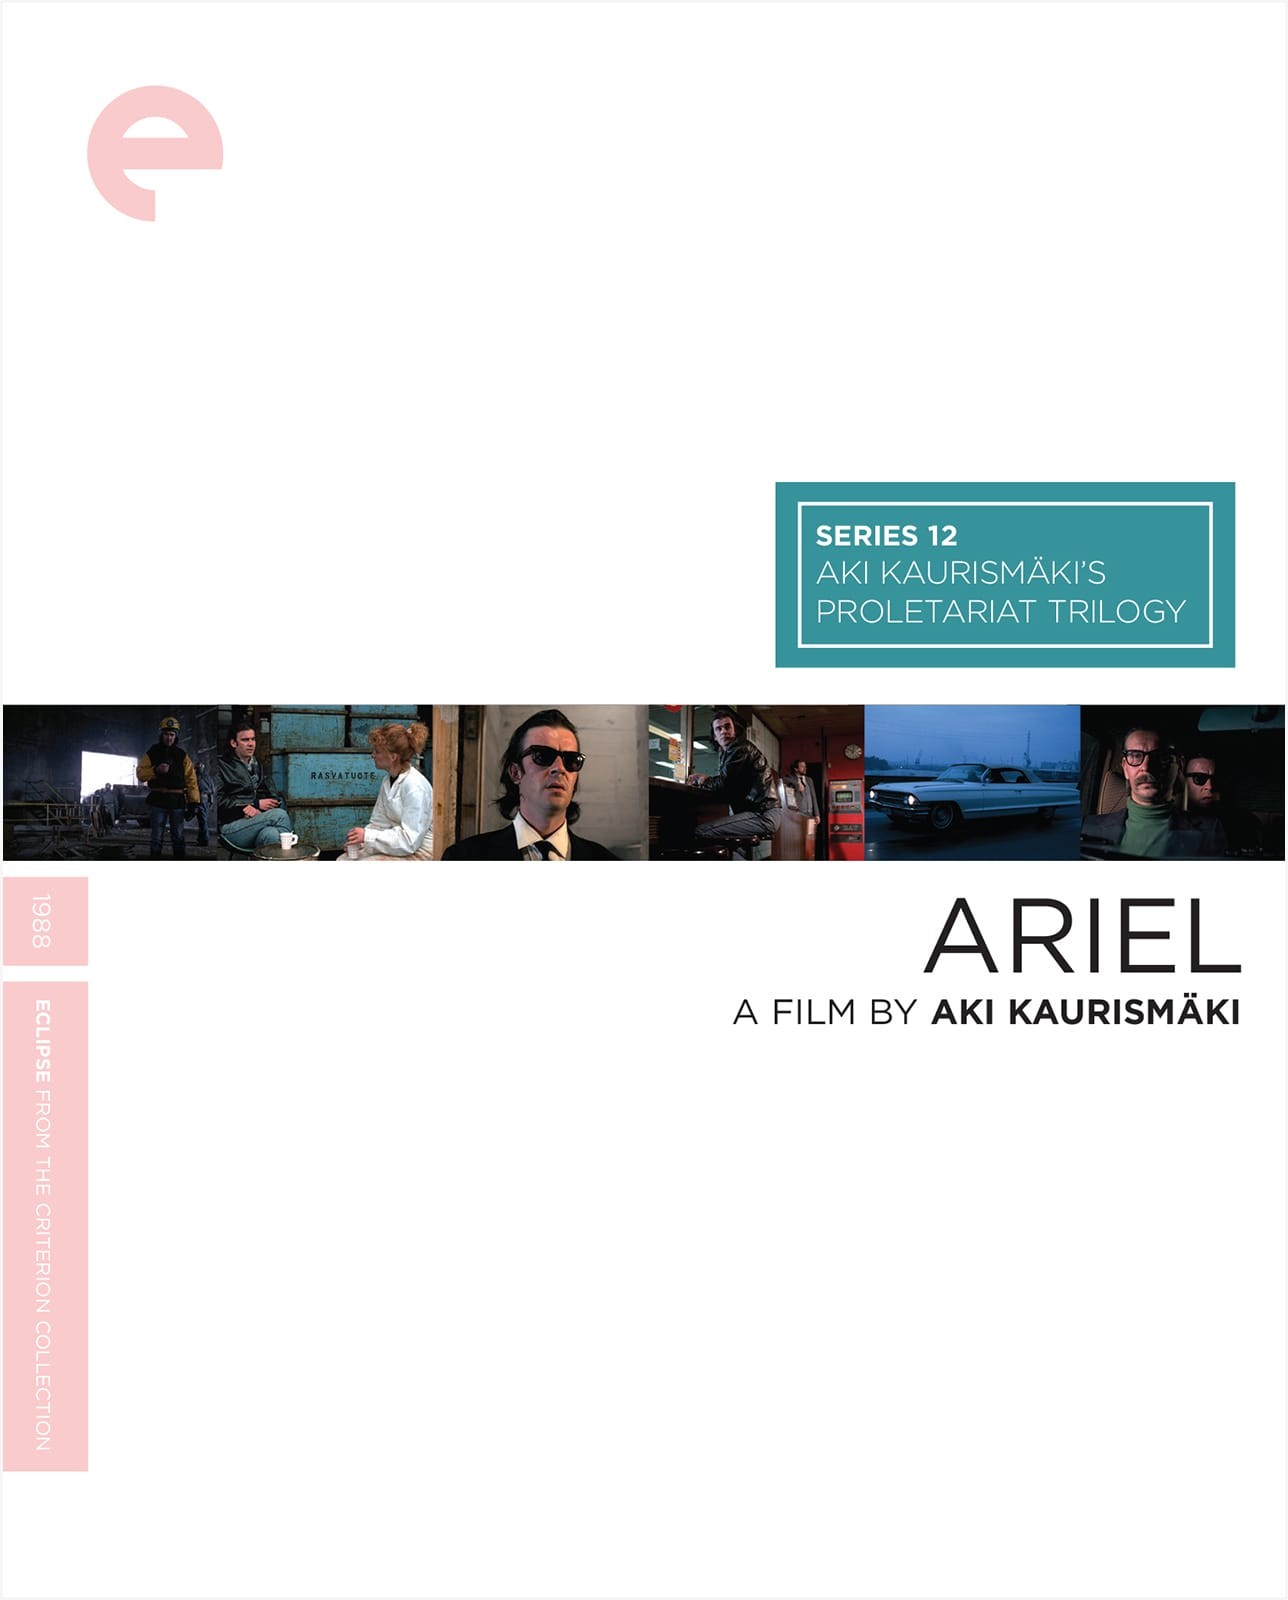 e
SERIES 12
AKI KAURISMÄKI’S
PROLETARIAT TRILOGY
RASVATUOTE
ARIEL
A FILM BY AKI KAURISMÄKI
1988
ECLIPSE FROM THE CRITERION COLLECTION